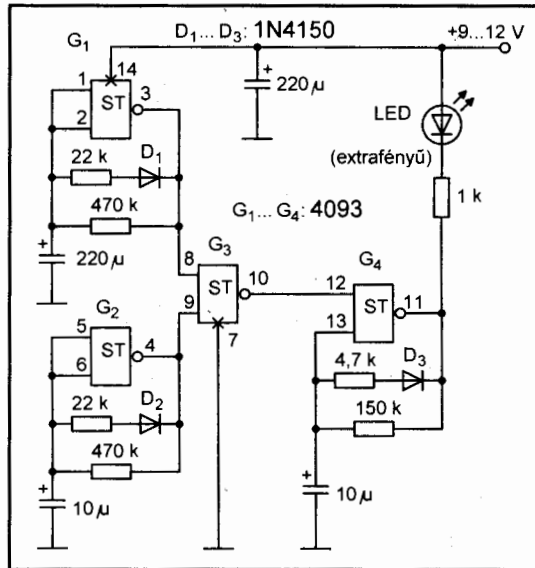 D1... D3: 1N4150
+9...12 V
G1
14
1
ST
3
2
+
220 µ
LED
(extrafényű)
22 k
D1
470 k
1 k
G1... G4: 4093
+
220 µ
G3
8
ST
10
9
7
G4
12
ST
11
13
G2
5
ST
4
6
4,7 k
D3
22 k
D2
150 k
470 k
+
10 µ
+
10 µ